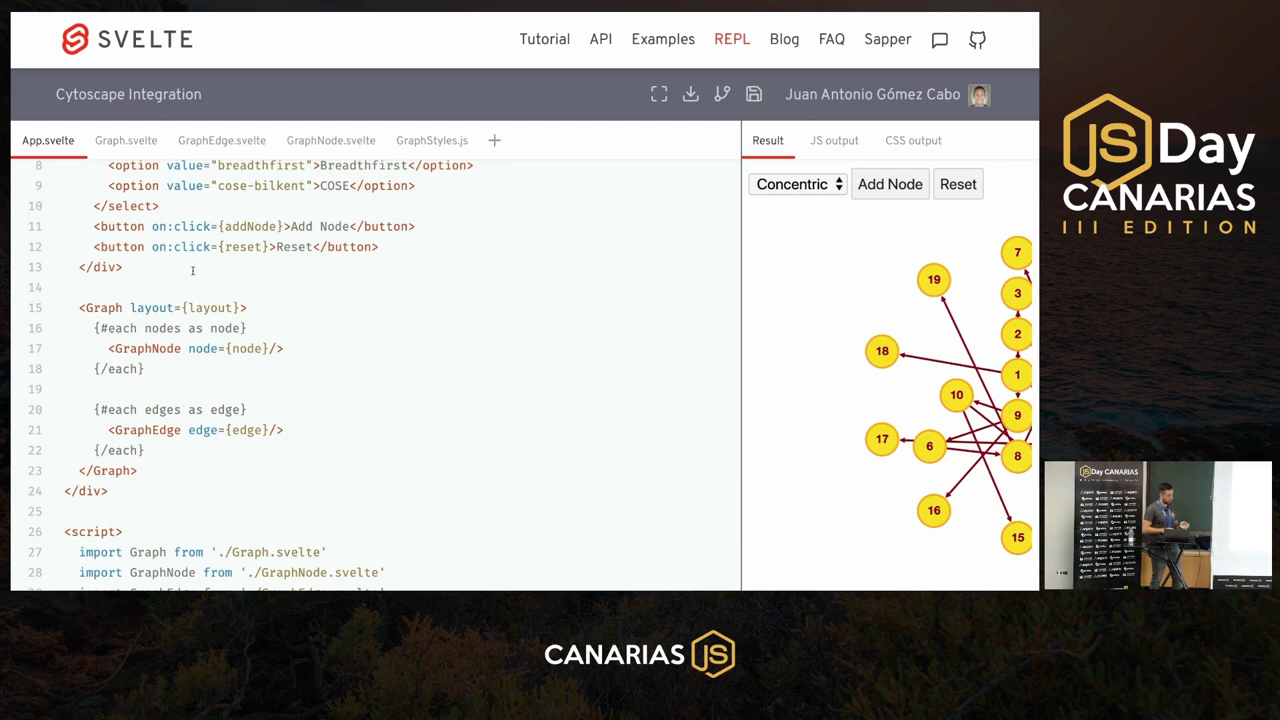 SVELTE
Tutorial API Examples REPL Blog FAQ Sapper
Cytoscape Integration
Juan Antonio Gómez Cabo
App.svelte Graph.svelte GraphEdge.svelte GraphNode.svelte GraphStyles.js +
Result JS output CSS output
8 <option value="breadthfirst">Breadthfirst</option>
9 <option value="cose-bilkent">COSE</option>
10 </select>
11 <button on:click={addNode}>Add Node</button>
12 <button on:click={reset}>Reset</button>
13 </div>
14
15 <Graph layout={layout}>
16 {#each nodes as node}
17 <GraphNode node={node}/>
18 {/each}
19
20 {#each edges as edge}
21 <GraphEdge edge={edge}/>
22 {/each}
23 </Graph>
24 </div>
25
26 <script>
27 import Graph from './Graph.svelte'
28 import GraphNode from './GraphNode.svelte'
Concentric Add Node Reset
7
19
3
2
18
1
10
9
17
6
8
16
15
JS Day
CANARIAS
III EDITION
JS Day CANARIAS
CANARIAS JS